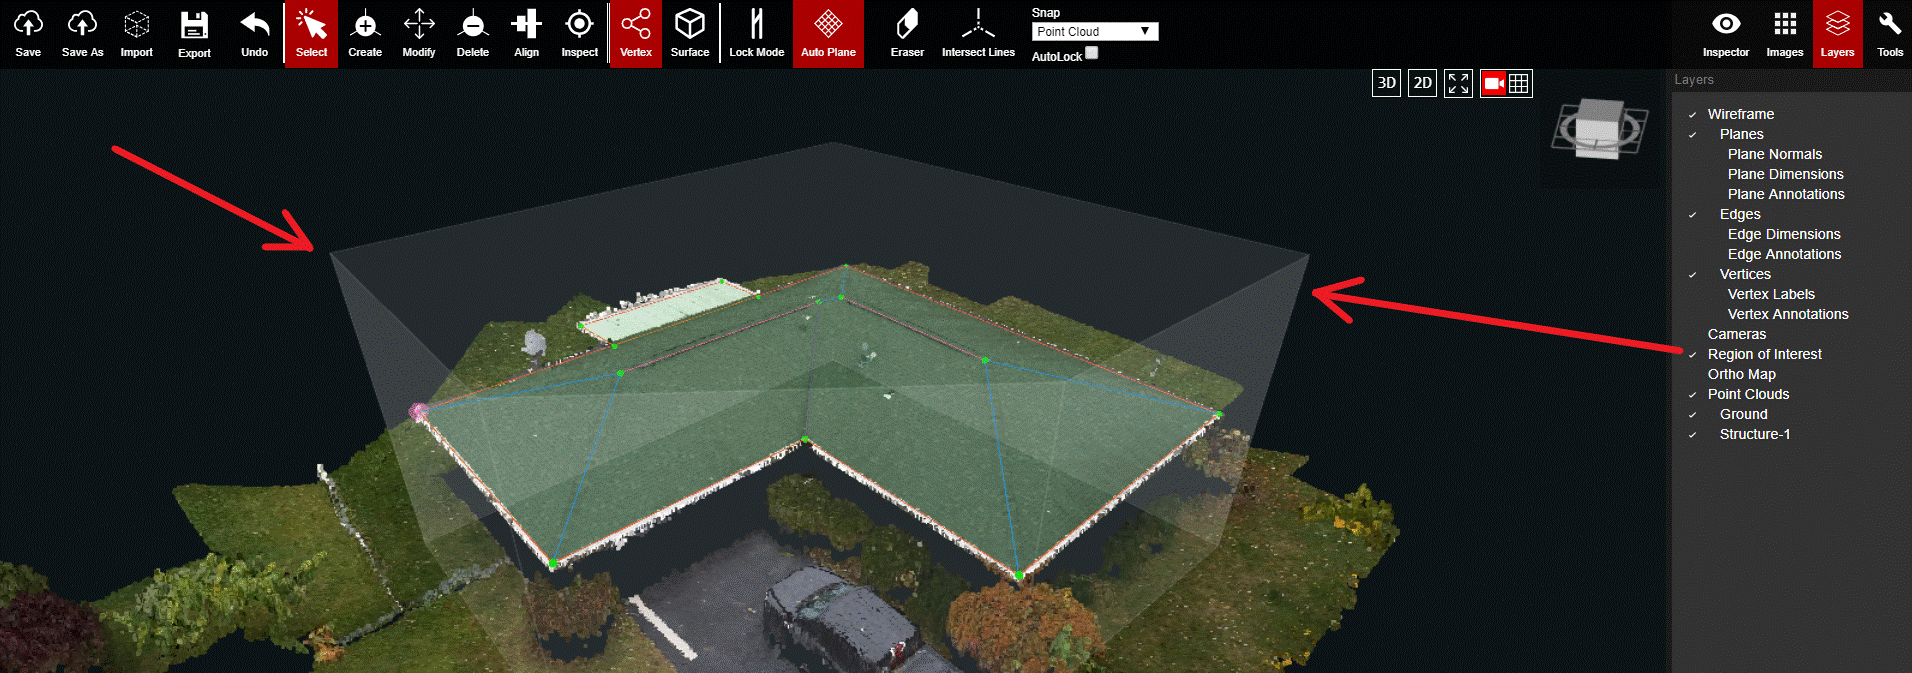 Save Save As Import Export Undo Select Create Modify Delete Align Inspect Vertex Surface Lock Mode Auto Plane Eraser Intersect Lines
Snap
Point Cloud
AutoLock
Inspector Images Layers Tools
3D 2D
Layers
Wireframe
Planes
Plane Normals
Plane Dimensions
Plane Annotations
Edges
Edge Dimensions
Edge Annotations
Vertices
Vertex Labels
Vertex Annotations
Cameras
Region of Interest
Ortho Map
Point Clouds
Ground
Structure-1